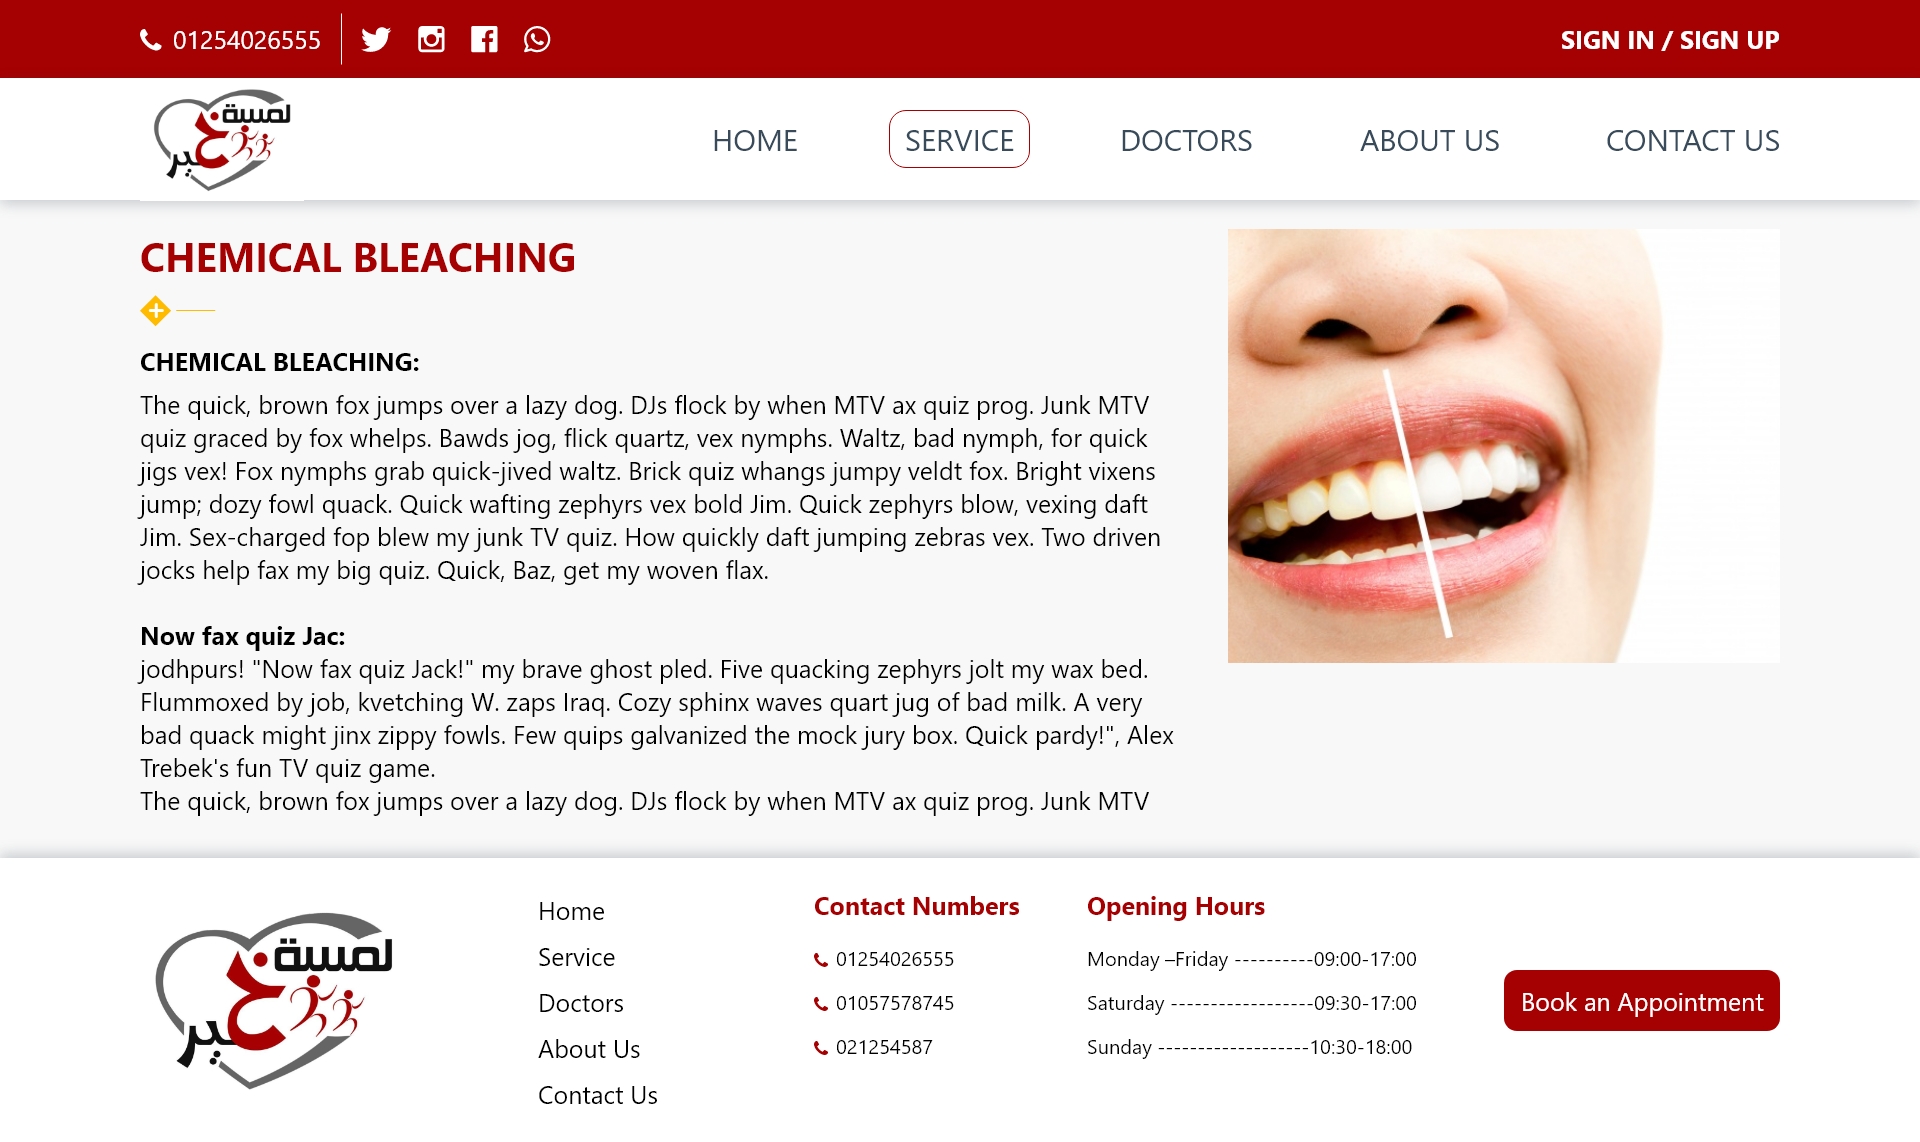 01254026555
SIGN IN / SIGN UP
لمسة
خير
HOME
SERVICE
DOCTORS
ABOUT US
CONTACT US
CHEMICAL BLEACHING
CHEMICAL BLEACHING:
The quick, brown fox jumps over a lazy dog. DJs flock by when MTV ax quiz prog. Junk MTV
quiz graced by fox whelps. Bawds jog, flick quartz, vex nymphs. Waltz, bad nymph, for quick
jigs vex! Fox nymphs grab quick-jived waltz. Brick quiz whangs jumpy veldt fox. Bright vixens
jump; dozy fowl quack. Quick wafting zephyrs vex bold Jim. Quick zephyrs blow, vexing daft
Jim. Sex-charged fop blew my junk TV quiz. How quickly daft jumping zebras vex. Two driven
jocks help fax my big quiz. Quick, Baz, get my woven flax.
Now fax quiz Jac:
jodhpurs! "Now fax quiz Jack!" my brave ghost pled. Five quacking zephyrs jolt my wax bed.
Flummoxed by job, kvetching W. zaps Iraq. Cozy sphinx waves quart jug of bad milk. A very
bad quack might jinx zippy fowls. Few quips galvanized the mock jury box. Quick pardy!", Alex
Trebek's fun TV quiz game.
The quick, brown fox jumps over a lazy dog. DJs flock by when MTV ax quiz prog. Junk MTV
لمسة
خير
Home
Service
Doctors
About Us
Contact Us
Contact Numbers
01254026555
01057578745
021254587
Opening Hours
Monday –Friday ----------09:00-17:00
Saturday ------------------09:30-17:00
Sunday -------------------10:30-18:00
Book an Appointment